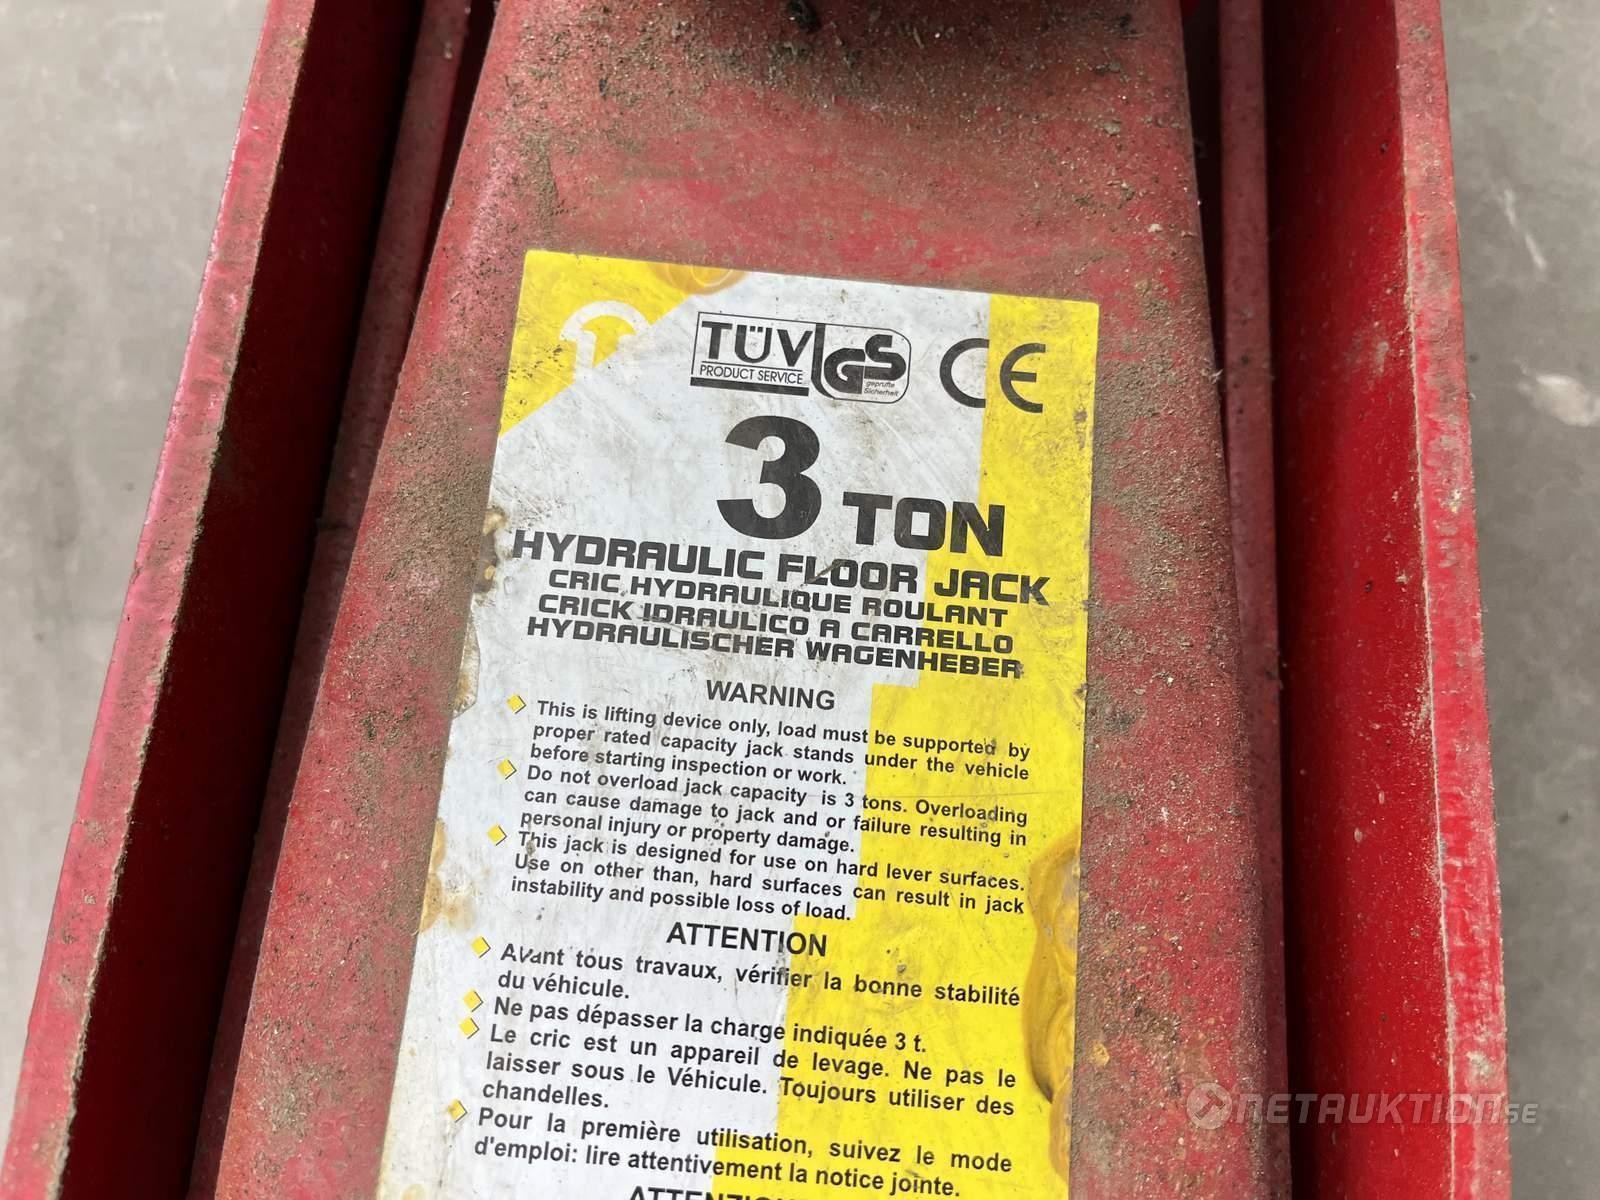 TÜV
PRODUCT SERVICE
GS
geprüfte
Sicherheit
CE
3 TON
HYDRAULIC FLOOR JACK
CRIC HYDRAULIQUE ROULANT
CRICK IDRAULICO A CARRELLO
HYDRAULISCHER WAGENHEBER
WARNING
This is lifting device only, load must be supported by
proper rated capacity jack stands under the vehicle
before starting inspection or work.
Do not overload jack capacity is 3 tons. Overloading
can cause damage to jack and or failure resulting in
personal injury or property damage.
This jack is designed for use on hard lever surfaces.
Use on other than, hard surfaces can result in jack
instability and possible loss of load.
ATTENTION
Avant tous travaux, vérifier la bonne stabilité
du véhicule.
Ne pas dépasser la charge indiquée 3 t.
Le cric est un appareil de levage. Ne pas le
laisser sous le Véhicule. Toujours utiliser des
chandelles.
Pour la première utilisation, suivez le mode
d'emploi: lire attentivement la notice jointe.
NETAUKTION.SE